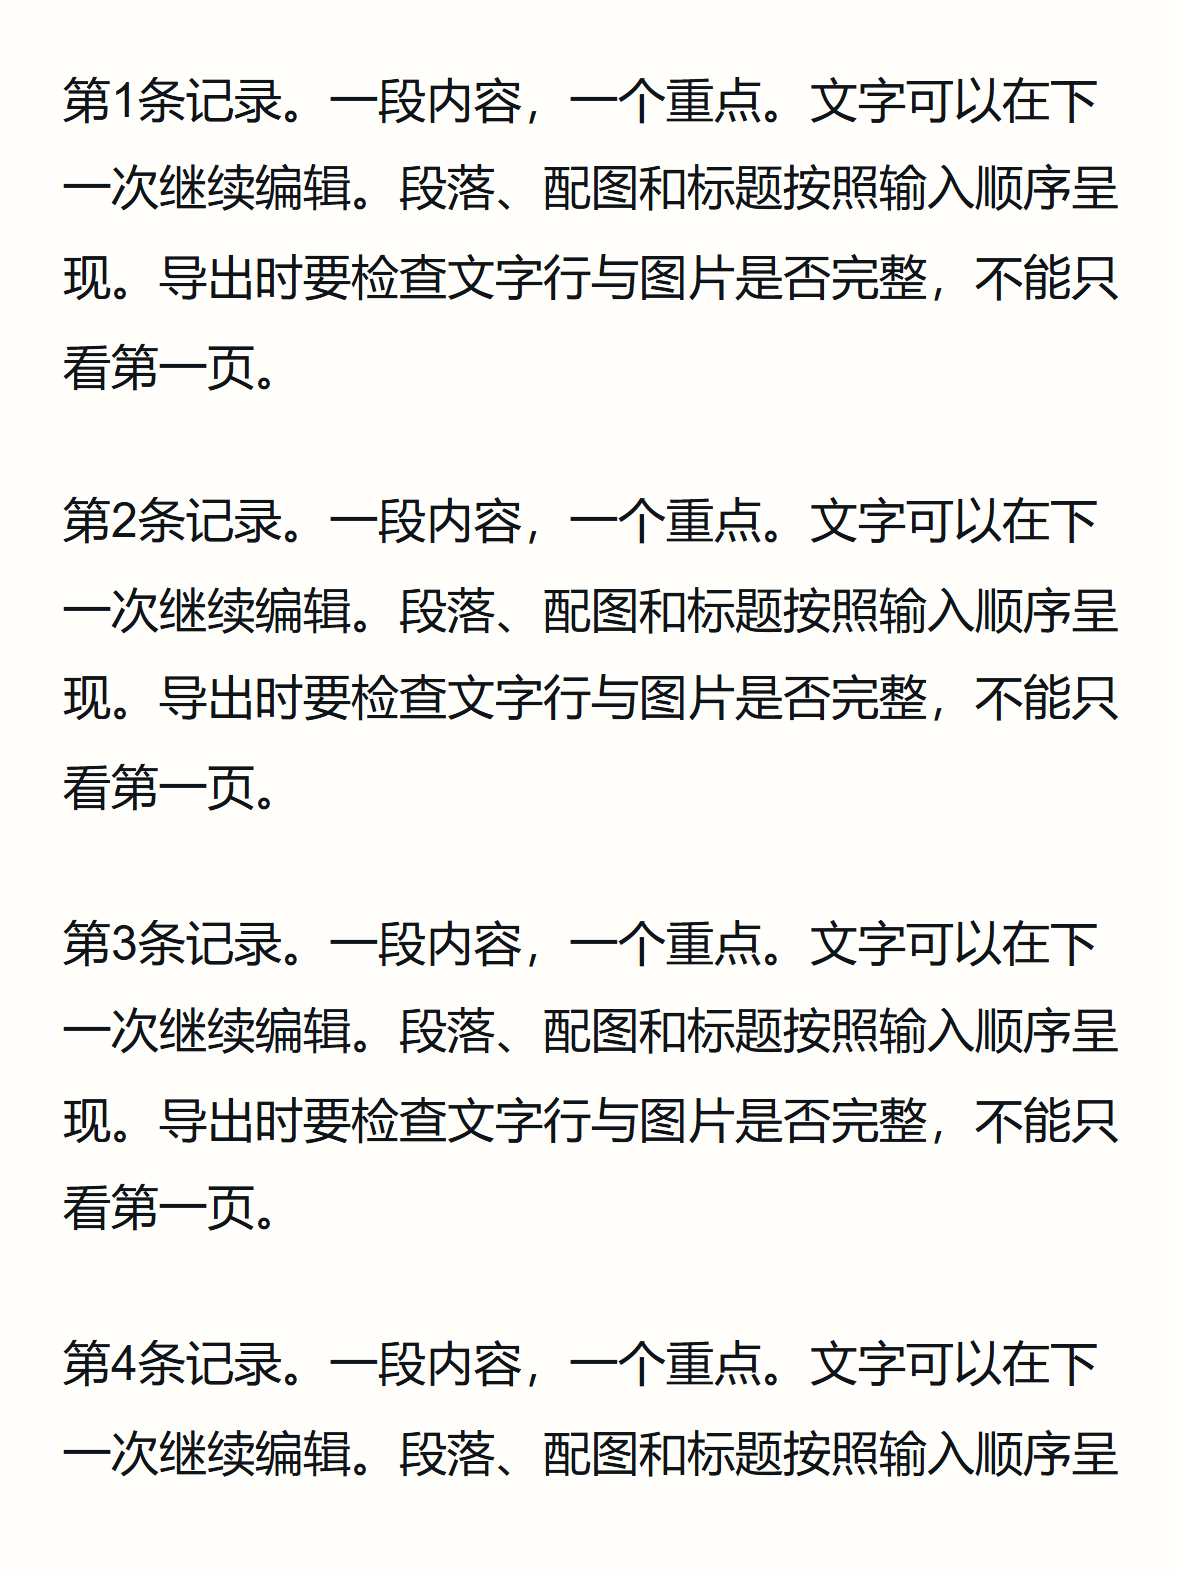 第1条记录。一段内容，一个重点。文字可以在下
一次继续编辑。段落、配图和标题按照输入顺序呈
现。导出时要检查文字行与图片是否完整，不能只
看第一页。
第2条记录。一段内容，一个重点。文字可以在下
一次继续编辑。段落、配图和标题按照输入顺序呈
现。导出时要检查文字行与图片是否完整，不能只
看第一页。
第3条记录。一段内容，一个重点。文字可以在下
一次继续编辑。段落、配图和标题按照输入顺序呈
现。导出时要检查文字行与图片是否完整，不能只
看第一页。
第4条记录。一段内容，一个重点。文字可以在下
一次继续编辑。段落、配图和标题按照输入顺序呈